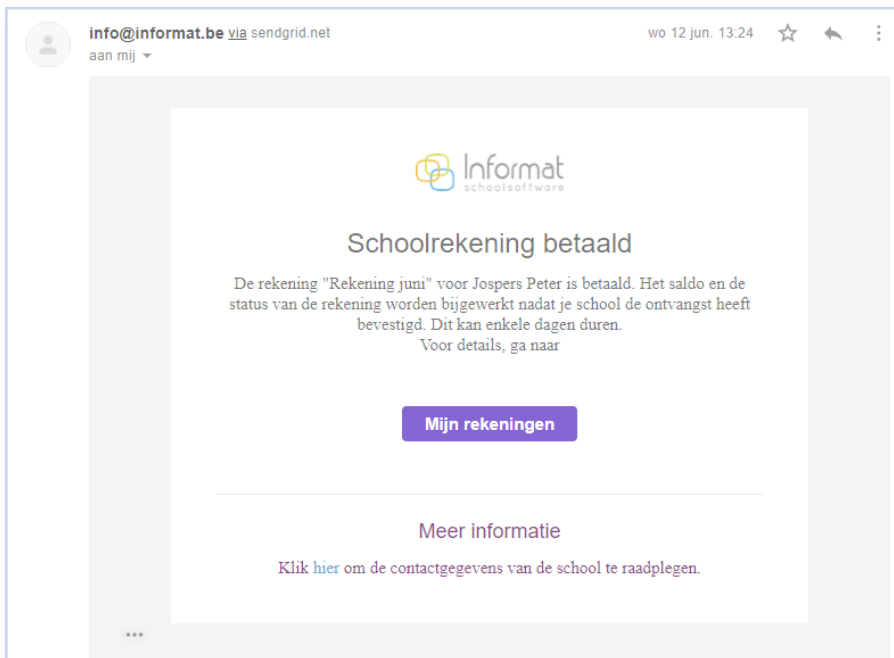 info@informat.be via sendgrid.net wo 12 jun. 13:24
aan mij
Informat
schoolsoftware
Schoolrekening betaald
De rekening "Rekening juni" voor Jospers Peter is betaald. Het saldo en de
status van de rekening worden bijgewerkt nadat je school de ontvangst heeft
bevestigd. Dit kan enkele dagen duren.
Voor details, ga naar
Mijn rekeningen
Meer informatie
Klik hier om de contactgegevens van de school te raadplegen.